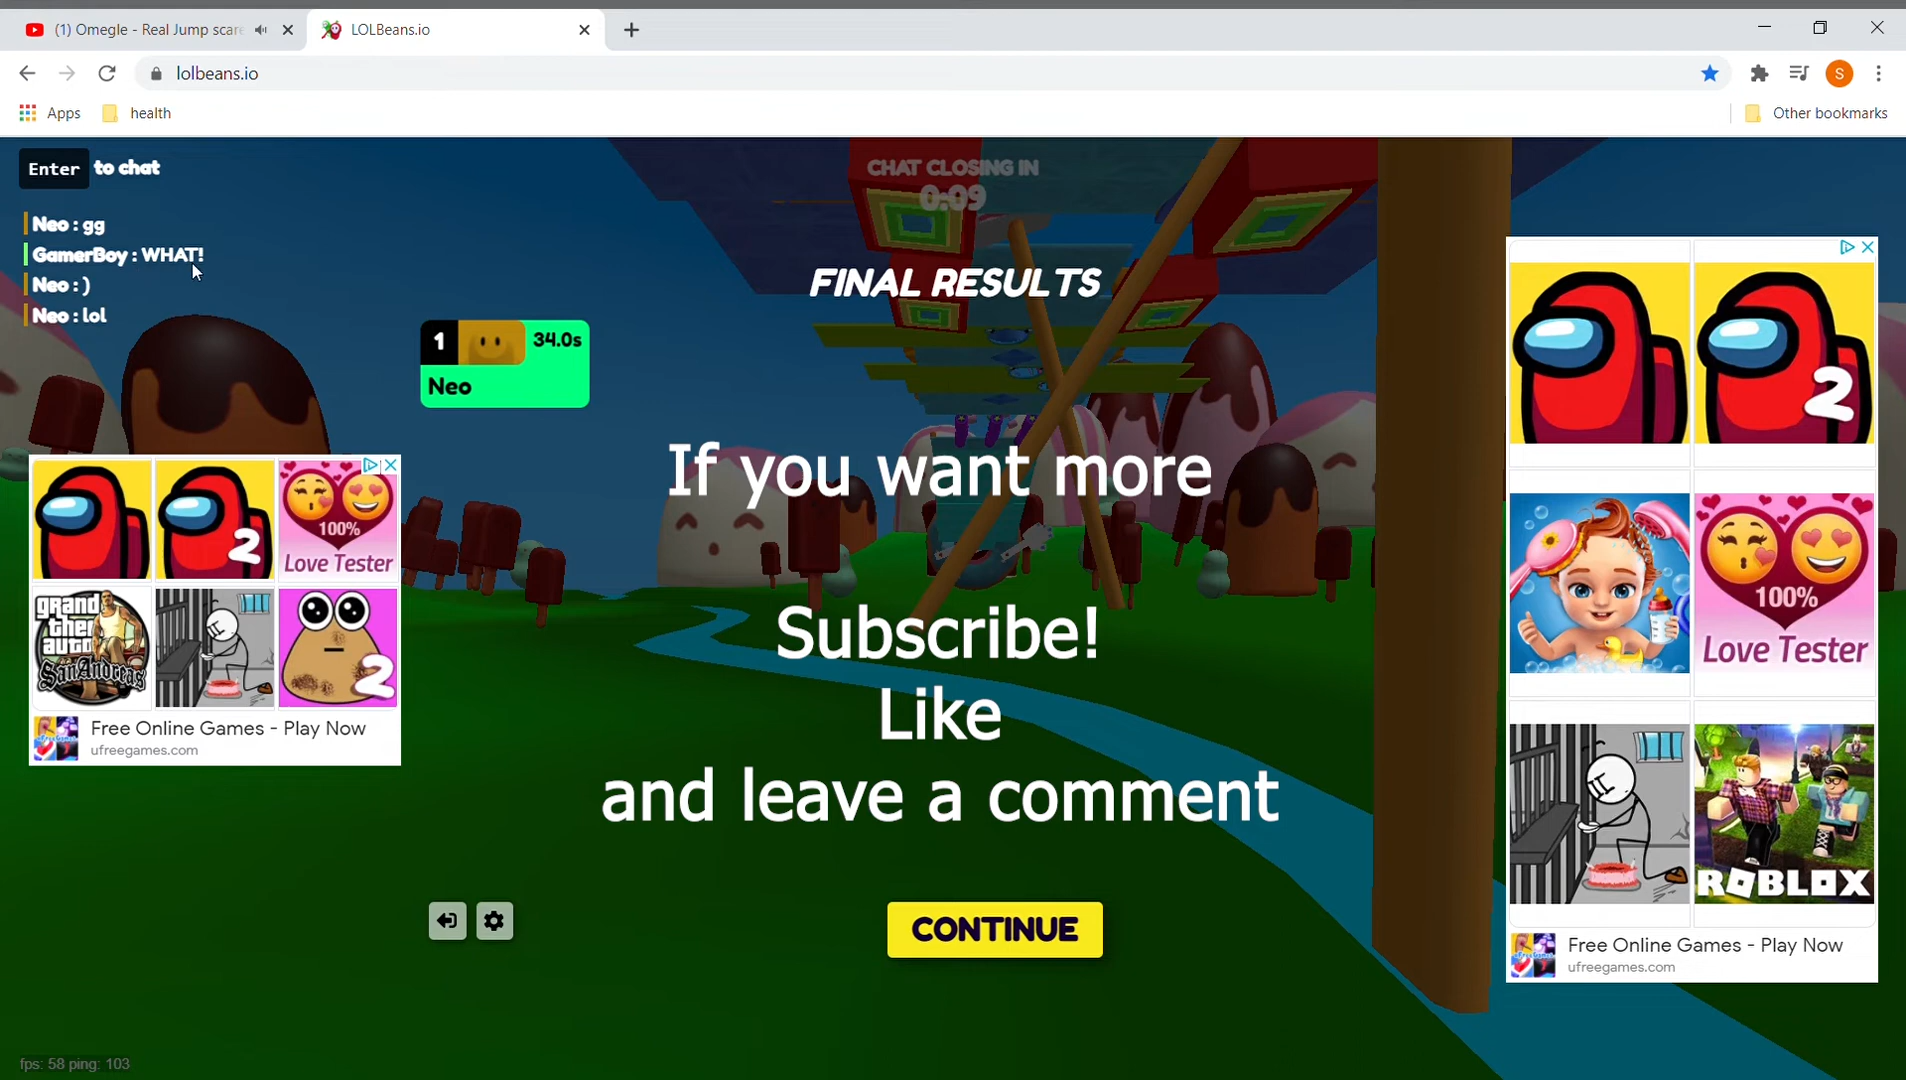 (1) Omegle - Real Jump scare
LOLBeans.io
lolbeans.io
S
Apps
health
Other bookmarks
Enter to chat
CHAT CLOSING IN
0:09
Neo : gg
GamerBoy : WHAT!
Neo : )
Neo : lol
FINAL RESULTS
1
34.0s
Neo
If you want more
Subscribe!
Like
and leave a comment
CONTINUE
2
100%
Love Tester
grand
theft
auto
SanAndreas
2
Free Online Games - Play Now
ufreegames.com
2
100%
Love Tester
ROBLOX
Free Online Games - Play Now
ufreegames.com
fps: 58 ping: 103